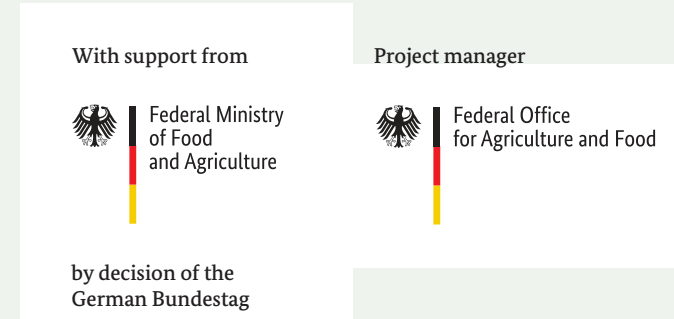 With support from
Federal Ministry
of Food
and Agriculture
by decision of the
German Bundestag
Project manager
Federal Office
for Agriculture and Food